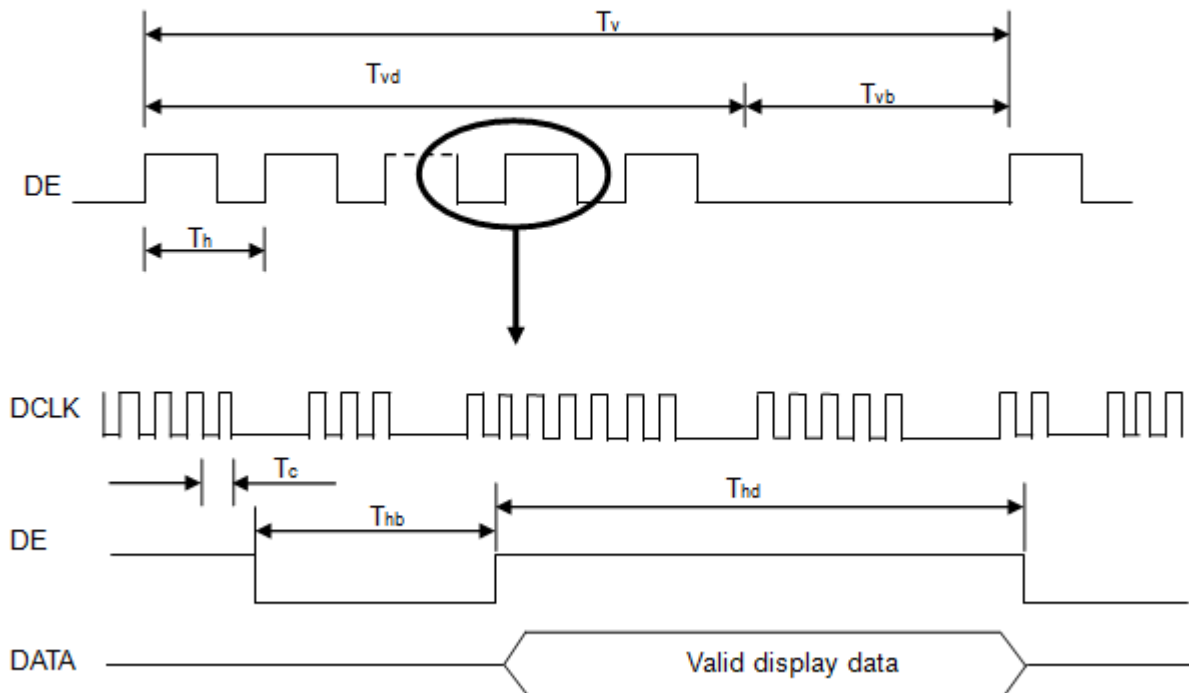 Tv
Tvd
Tvb
DE
Th
DCLK
Tc
Thd
Thb
DE
DATA
Valid display data